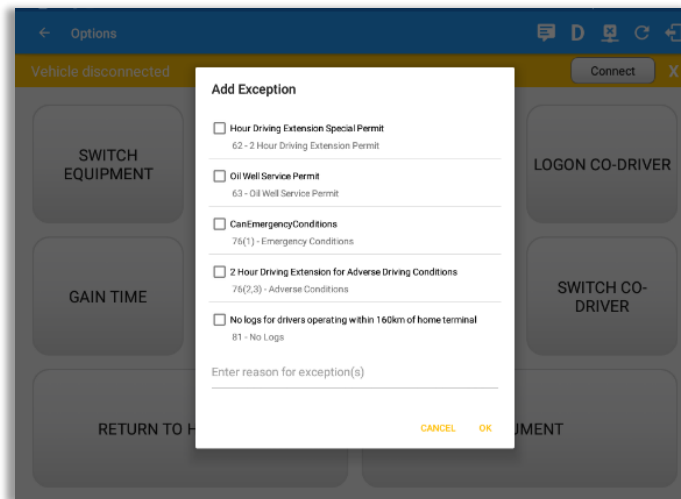 Options
D
Vehicle disconnected
Connect
X
Add Exception
Hour Driving Extension Special Permit
62 - 2 Hour Driving Extension Permit
Oil Well Service Permit
63 - Oil Well Service Permit
CanEmergencyConditions
76(1) - Emergency Conditions
2 Hour Driving Extension for Adverse Driving Conditions
76(2,3) - Adverse Conditions
No logs for drivers operating within 160km of home terminal
81 - No Logs
Enter reason for exception(s)
CANCEL
OK
SWITCH
EQUIPMENT
LOGON CO-DRIVER
GAIN TIME
SWITCH CO-
DRIVER
RETURN TO